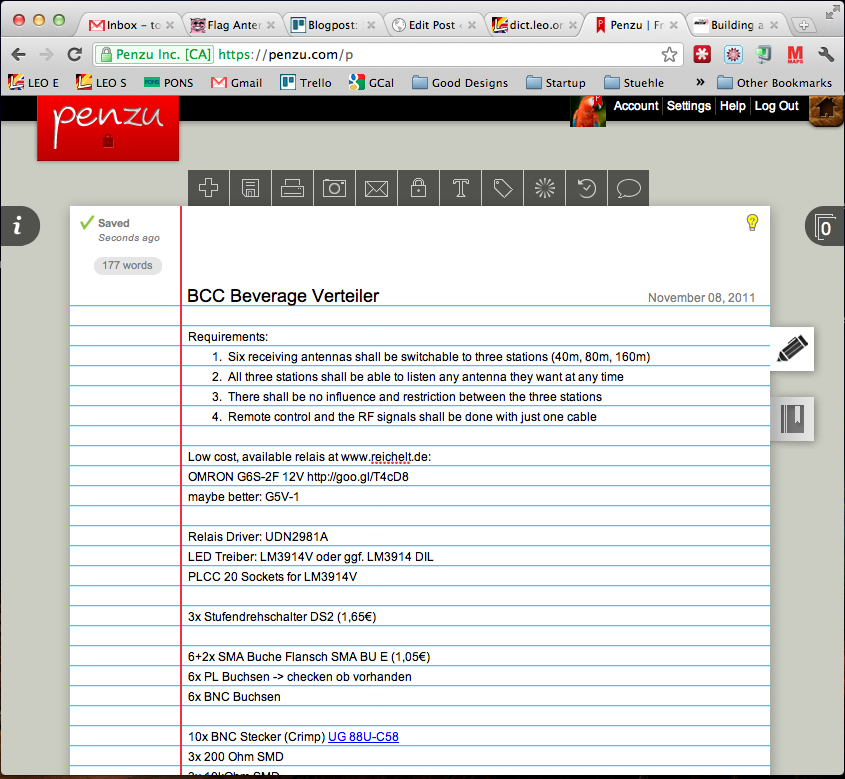 Inbox – to
Flag Anter
Blogpost:
Edit Post
dict.leo.or
Penzu | Fr
Building a
Penzu Inc. [CA] https://penzu.com/p
LEO E
LEO S
PONS PONS
Gmail
Trello
GCal
Good Designs
Startup
Stuehle
»
Other Bookmarks
MAPS
penzu
Account
Settings
Help
Log Out
i
T
0
Saved
Seconds ago
177 words
BCC Beverage Verteiler
November 08, 2011
Requirements:
1. Six receiving antennas shall be switchable to three stations (40m, 80m, 160m)
2. All three stations shall be able to listen any antenna they want at any time
3. There shall be no influence and restriction between the three stations
4. Remote control and the RF signals shall be done with just one cable
Low cost, available relais at www.reichelt.de:
OMRON G6S-2F 12V http://goo.gl/T4cD8
maybe better: G5V-1
Relais Driver: UDN2981A
LED Treiber: LM3914V oder ggf. LM3914 DIL
PLCC 20 Sockets for LM3914V
3x Stufendrehschalter DS2 (1,65€)
6+2x SMA Buche Flansch SMA BU E (1,05€)
6x PL Buchsen -> checken ob vorhanden
6x BNC Buchsen
10x BNC Stecker (Crimp) UG 88U-C58
3x 200 Ohm SMD